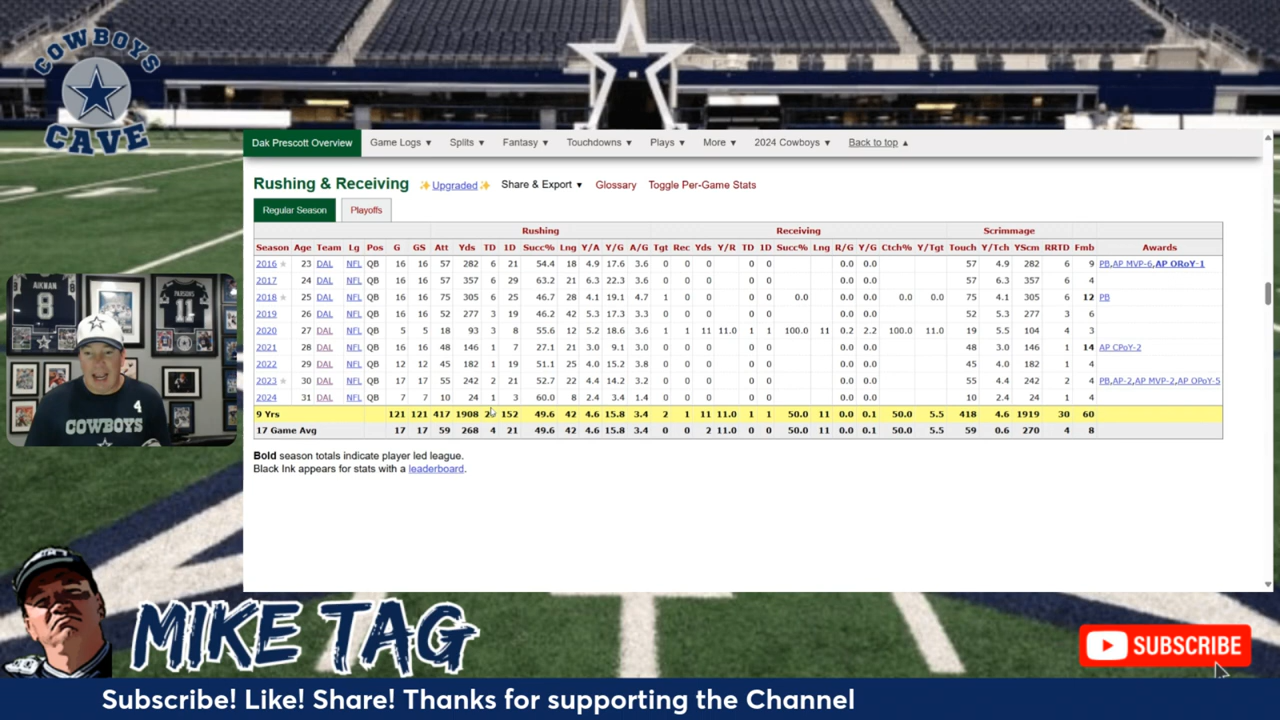 COWBOYS
CAVE
Dak Prescott Overview Game Logs ▼ Splits ▼ Fantasy ▼ Touchdowns ▼ Plays ▼ More ▼ 2024 Cowboys ▼ Back to top ▲
Rushing & Receiving Upgraded Share & Export ▼ Glossary Toggle Per-Game Stats
Regular Season Playoffs
Rushing Receiving Scrimmage
Season Age Team Lg Pos G GS Att Yds TD 1D Succ% Lng Y/A Y/G A/G Tgt Rec Yds Y/R TD 1D Succ% Lng R/G Y/G Ctch% Y/Tgt Touch Y/Tch YScm RRTD Fmb Awards
2016 23 DAL NFL QB 16 16 57 282 6 21 54.4 18 4.9 17.6 3.6 0 0 0 0 0 0.0 0.0 57 4.9 282 6 9 PB,AP MVP-6,AP ORoY-1
2017 24 DAL NFL QB 16 16 57 357 6 29 63.2 21 6.3 22.3 3.6 0 0 0 0 0 0.0 0.0 57 6.3 357 6 4
2018 25 DAL NFL QB 16 16 75 305 6 25 46.7 28 4.1 19.1 4.7 1 0 0 0 0 0.0 0.0 0.0 0.0 0.0 75 4.1 305 6 12 PB
2019 26 DAL NFL QB 16 16 52 277 3 19 46.2 42 5.3 17.3 3.3 0 0 0 0 0 0.0 0.0 52 5.3 277 3 6
2020 27 DAL NFL QB 5 5 18 93 3 8 55.6 12 5.2 18.6 3.6 1 1 11 11.0 1 1 100.0 11 0.2 2.2 100.0 11.0 19 5.5 104 4 3
2021 28 DAL NFL QB 16 16 48 146 1 7 27.1 21 3.0 9.1 3.0 0 0 0 0 0 0.0 0.0 48 3.0 146 1 14 AP CPoY-2
2022 29 DAL NFL QB 12 12 45 182 1 19 51.1 25 4.0 15.2 3.8 0 0 0 0 0 0.0 0.0 45 4.0 182 1 4
2023 30 DAL NFL QB 17 17 55 242 2 21 52.7 22 4.4 14.2 3.2 0 0 0 0 0 0.0 0.0 55 4.4 242 2 4 PB,AP-2,AP MVP-2,AP OPoY-5
2024 31 DAL NFL QB 7 7 10 24 1 3 60.0 8 2.4 3.4 1.4 0 0 0 0 0 0.0 0.0 10 2.4 24 1 4
9 Yrs 121 121 417 1908 152 49.6 42 4.6 15.8 3.4 2 1 11 11.0 1 1 50.0 11 0.0 0.1 50.0 5.5 418 4.6 1919 30 60
17 Game Avg 17 17 59 268 4 21 49.6 42 4.6 15.8 3.4 0 0 2 11.0 0 0 50.0 11 0.0 0.1 50.0 5.5 59 0.6 270 4 8
Bold season totals indicate player led league.
Black Ink appears for stats with a leaderboard.
AIKMAN
8
PARSONS
11
4
COWBOYS
MIKE TAG
SUBSCRIBE
Subscribe! Like! Share! Thanks for supporting the Channel